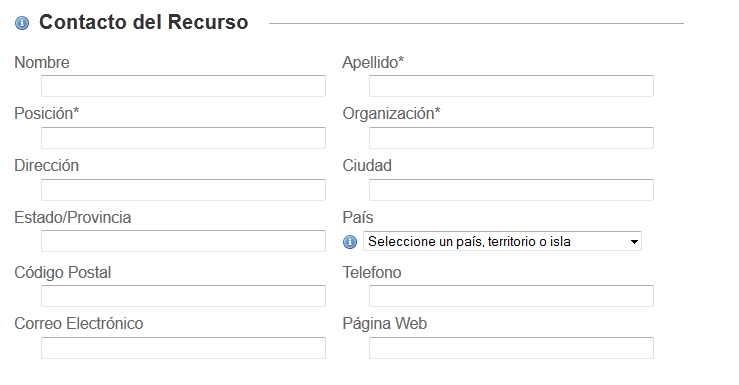 Contacto del Recurso
Nombre
Apellido*
Posición*
Organización*
Dirección
Ciudad
Estado/Provincia
País
Seleccione un país, territorio o isla
Código Postal
Telefono
Correo Electrónico
Página Web